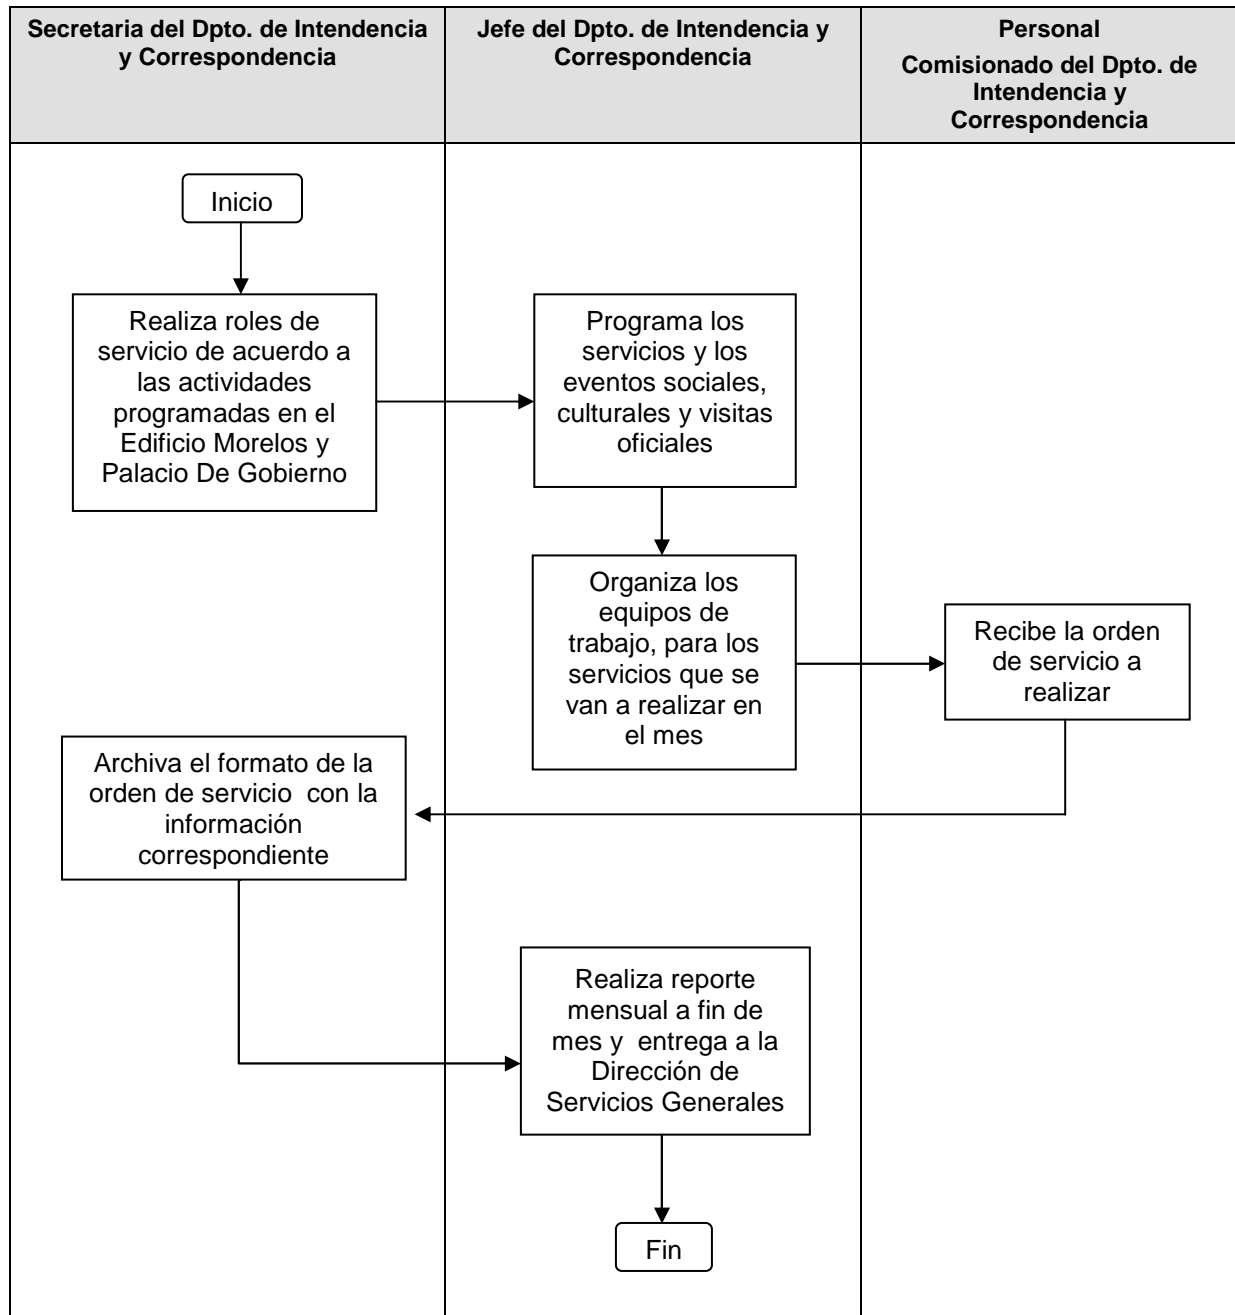 Secretaria del Dpto. de Intendencia
y Correspondencia
Jefe del Dpto. de Intendencia y
Correspondencia
Personal
Comisionado del Dpto. de
Intendencia y
Correspondencia
Inicio
Realiza roles de
servicio de acuerdo a
las actividades
programadas en el
Edificio Morelos y
Palacio De Gobierno
Programa los
servicios y los
eventos sociales,
culturales y visitas
oficiales
Organiza los
equipos de
trabajo, para los
servicios que se
van a realizar en
el mes
Recibe la orden
de servicio a
realizar
Archiva el formato de la
orden de servicio  con la
información
correspondiente
Realiza reporte
mensual a fin de
mes y  entrega a la
Dirección de
Servicios Generales
Fin